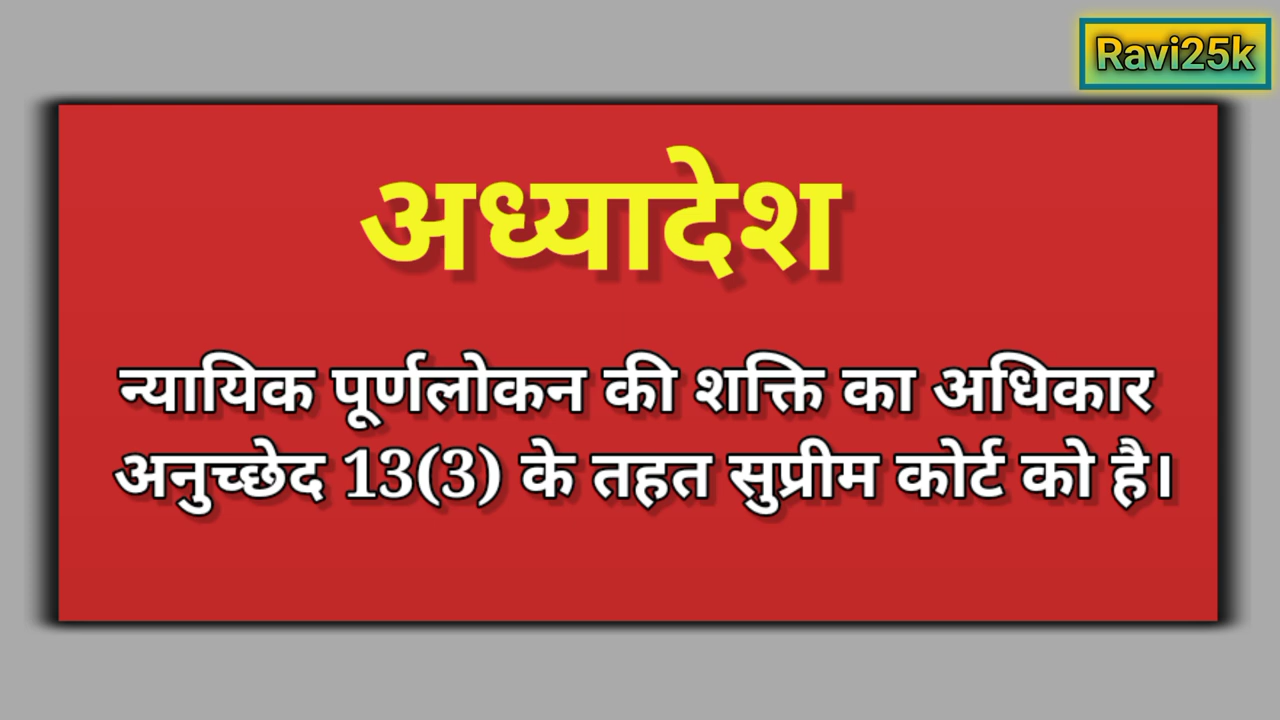 Ravi25k
अध्यादेश
न्यायिक पूर्णलोकन की शक्ति का अधिकार
अनुच्छेद 13(3) के तहत सुप्रीम कोर्ट को है।